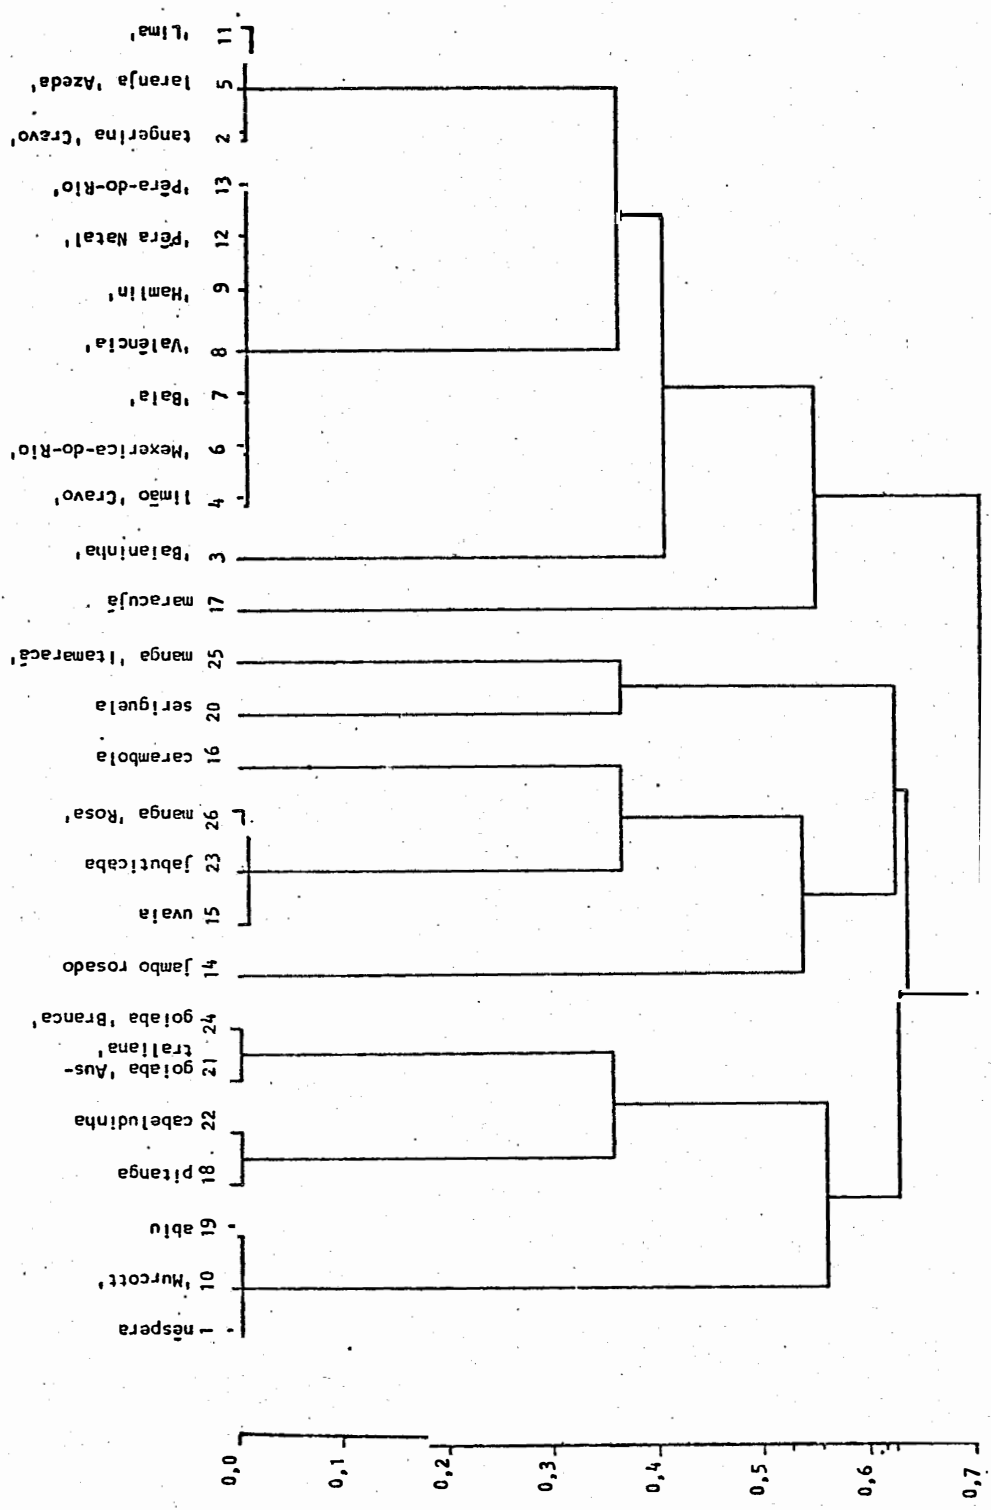 'Lima' 11
laranja 'Azeda' 5
tangerina 'Cravo' 2
'Pêra-do-Rio' 13
'Pêra Natal' 12
'Hamlin' 9
'Valência' 8
'Baia' 7
'Mexerica-do-Rio' 6
limão 'Cravo' 4
'Baianinha' 3
maracujá 17
manga 'Itamaracá' 25
seriguela 20
carambola 16
manga 'Rosa' 26
jabuticaba 23
uvaia 15
jambo rosado 14
goiaba 'Branca' 24
goiaba 'Aus-
traliana' 21
cabeludinha 22
pitanga 18
abiu 19
'Murcott' 10
nêspera 1
0,0
0,1
0,2
0,3
0,4
0,5
0,6
0,7